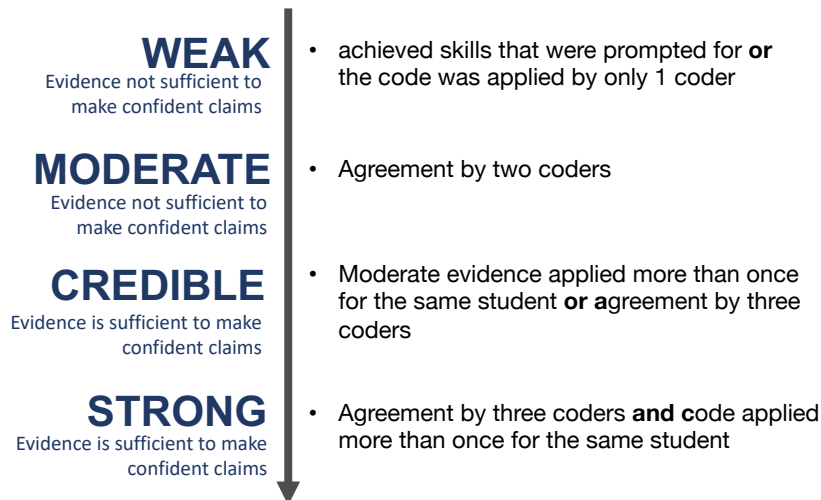 WEAK
Evidence not sufficient to
make confident claims
• achieved skills that were prompted for or
the code was applied by only 1 coder
MODERATE
Evidence not sufficient to
make confident claims
• Agreement by two coders
CREDIBLE
Evidence is sufficient to make
confident claims
• Moderate evidence applied more than once
for the same student or agreement by three
coders
STRONG
Evidence is sufficient to make
confident claims
• Agreement by three coders and code applied
more than once for the same student